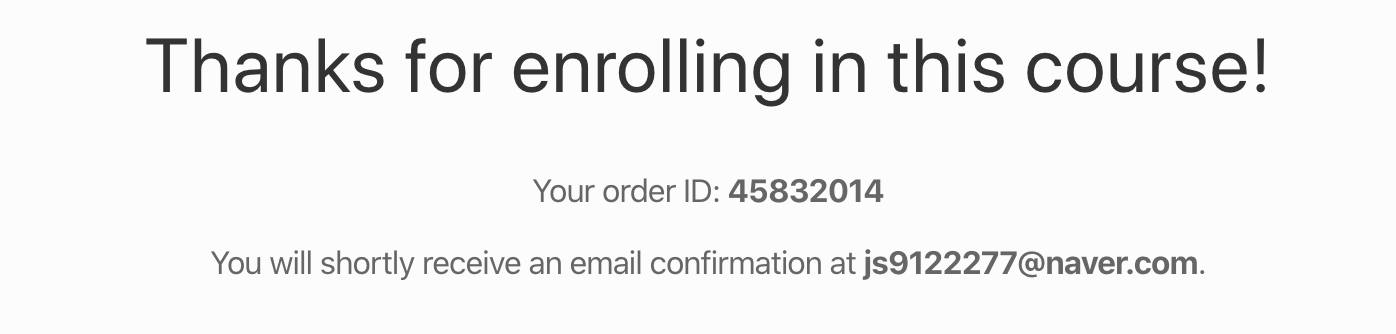 Thanks for enrolling in this course!
Your order ID: 45832014
You will shortly receive an email confirmation at js9122277@naver.com.